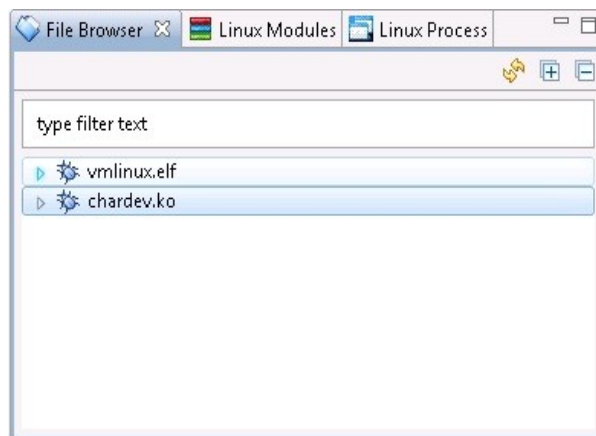 File Browser Linux Modules Linux Process
type filter text
vmlinux.elf
chardev.ko